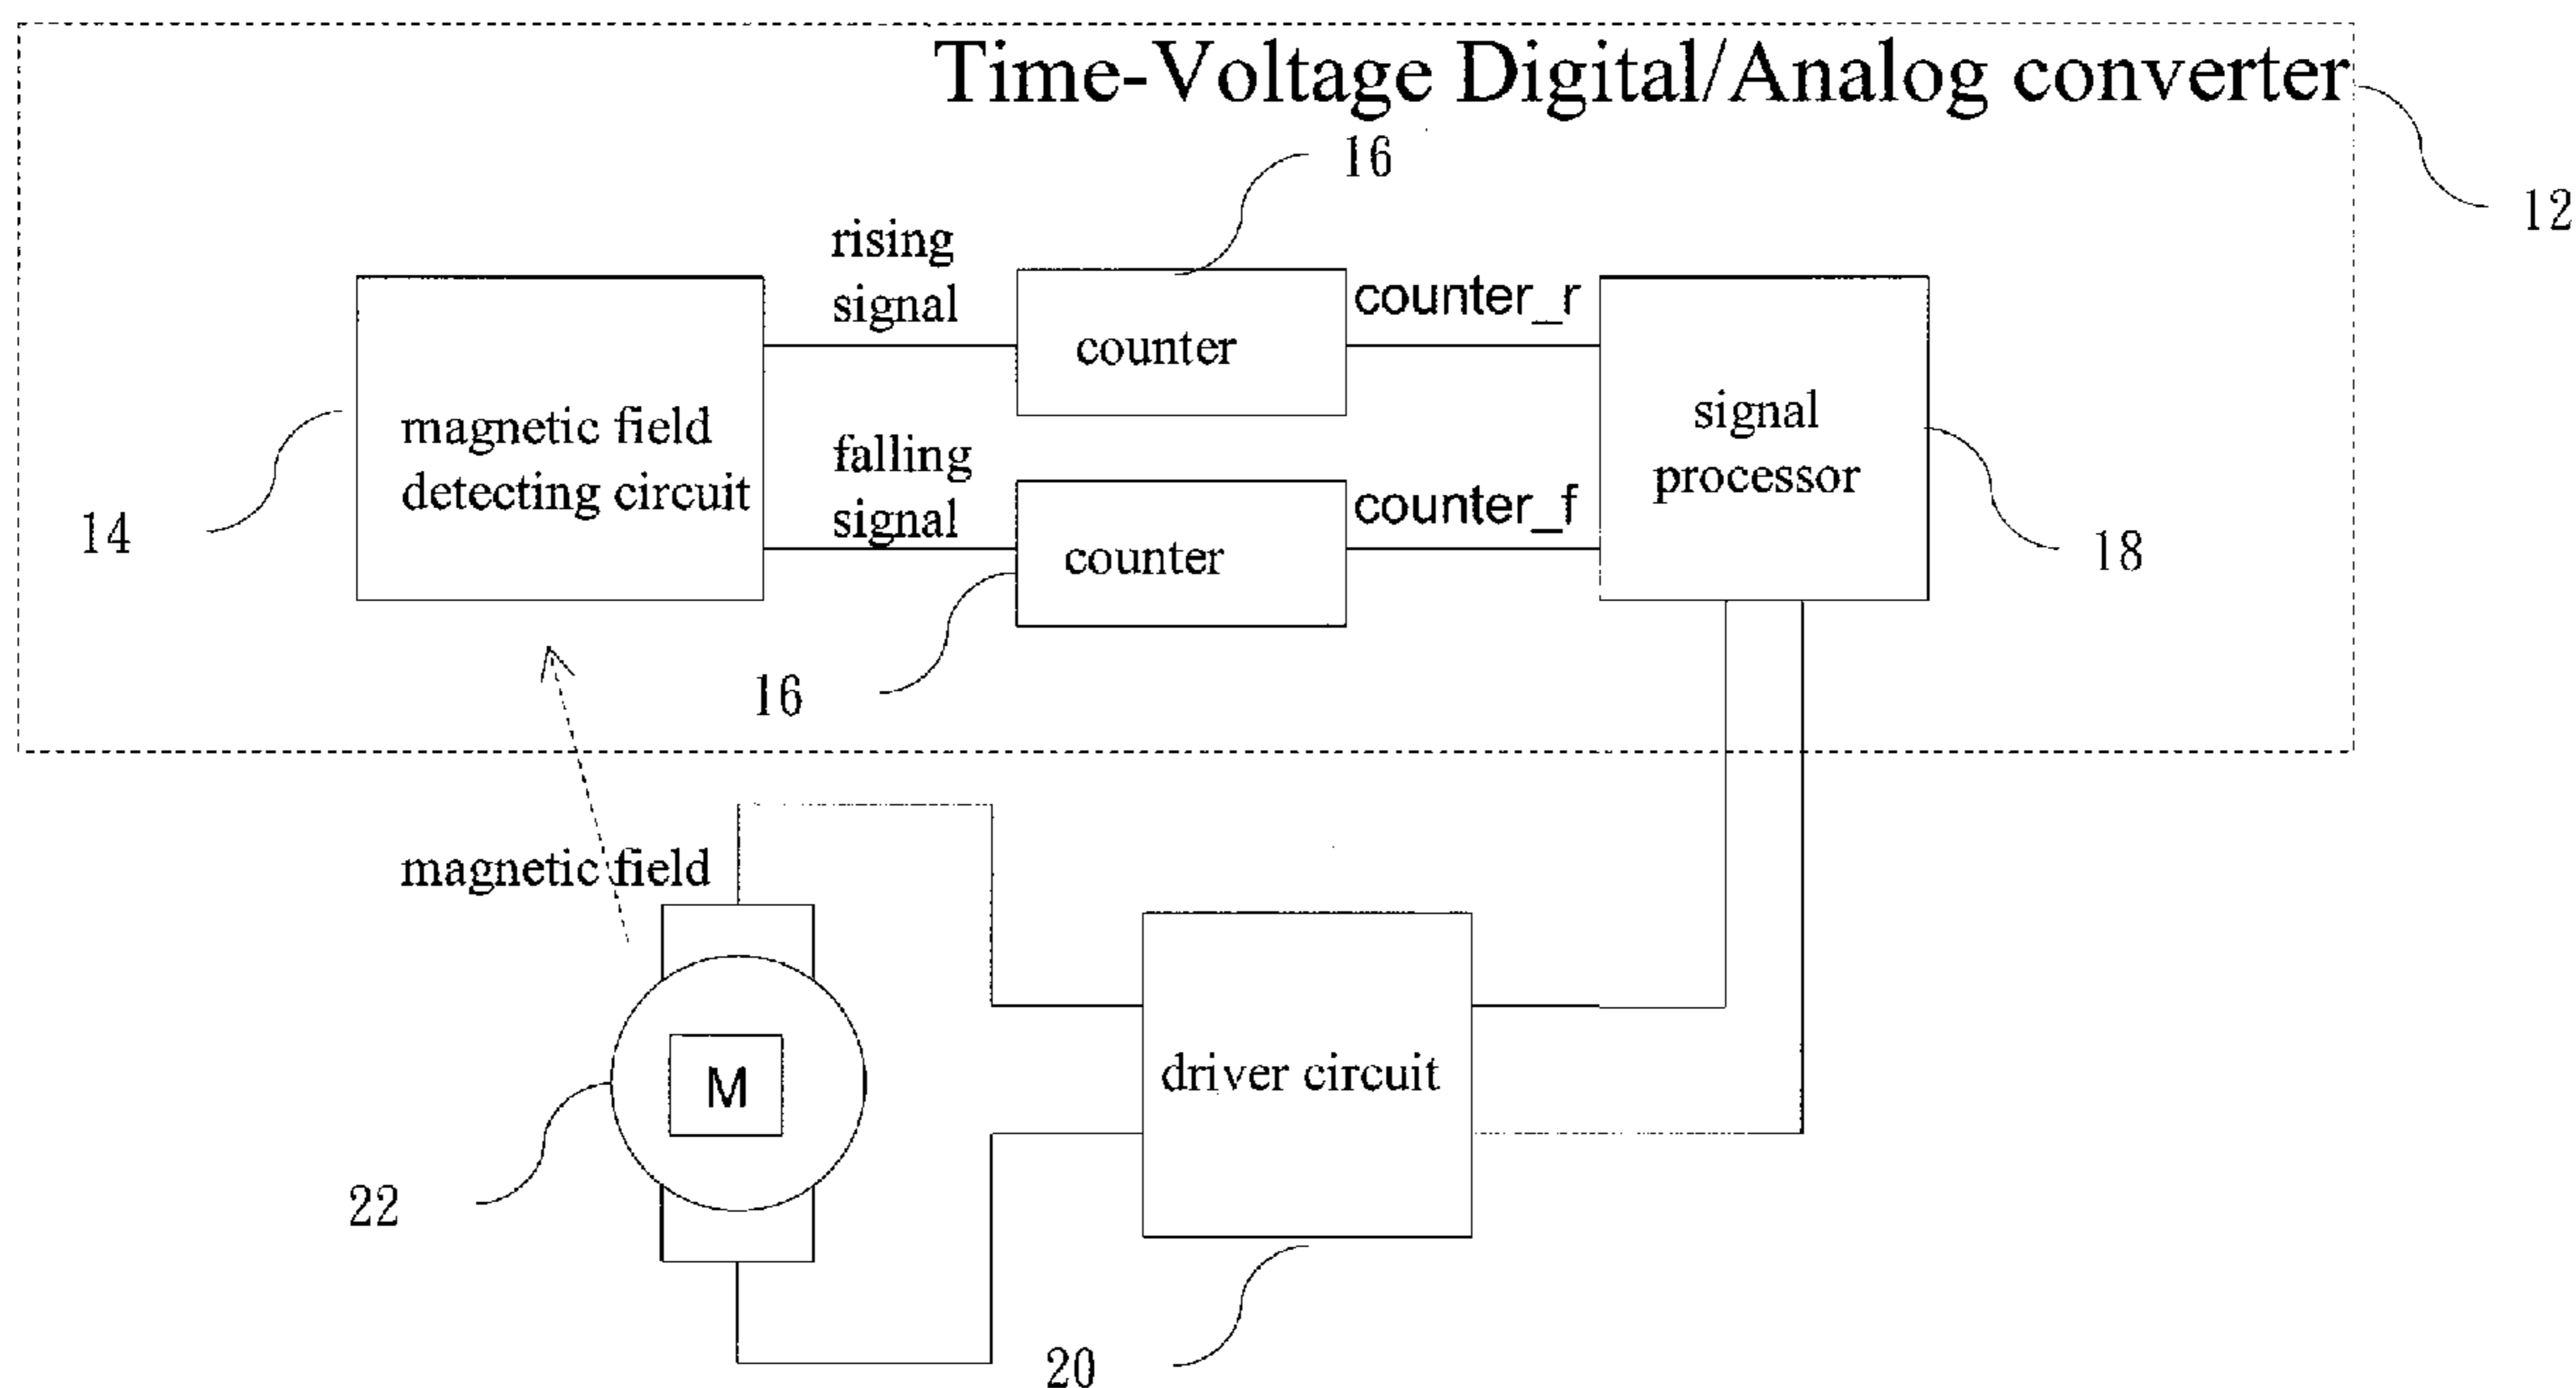 Time-Voltage Digital/Analog converter
12
16
rising
signal
counter
counter_r
magnetic field
detecting circuit
14
falling
signal
counter
counter_f
16
signal
processor
18
magnetic field
M
22
driver circuit
20